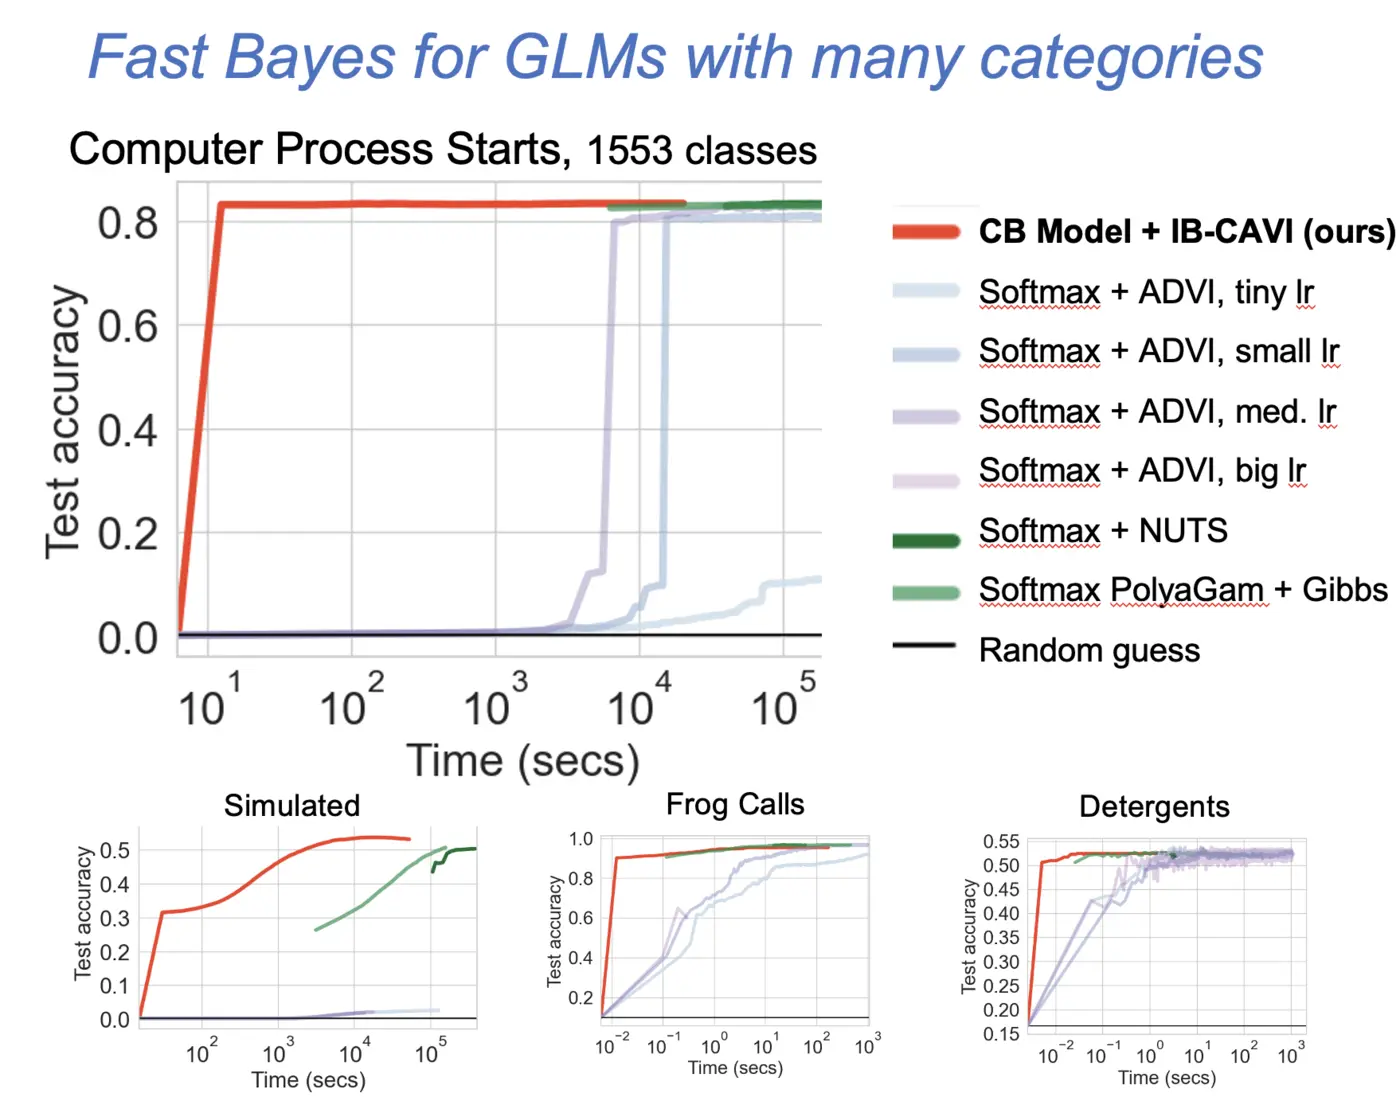 Fast Bayes for GLMs with many categories
Computer Process Starts, 1553 classes
Test accuracy
0.8
0.6
0.4
0.2
0.0
10^1 10^2 10^3 10^4 10^5
Time (secs)
CB Model + IB-CAVI (ours)
Softmax + ADVI, tiny lr
Softmax + ADVI, small lr
Softmax + ADVI, med. lr
Softmax + ADVI, big lr
Softmax + NUTS
Softmax PolyaGam + Gibbs
Random guess
Simulated
Test accuracy
0.5
0.4
0.3
0.2
0.1
0.0
10^2 10^3 10^4 10^5
Time (secs)
Frog Calls
Test accuracy
1.0
0.8
0.6
0.4
0.2
10^−2 10^−1 10^0 10^1 10^2 10^3
Time (secs)
Detergents
Test accuracy
0.55
0.50
0.45
0.40
0.35
0.30
0.25
0.20
0.15
10^−2 10^−1 10^0 10^1 10^2 10^3
Time (secs)